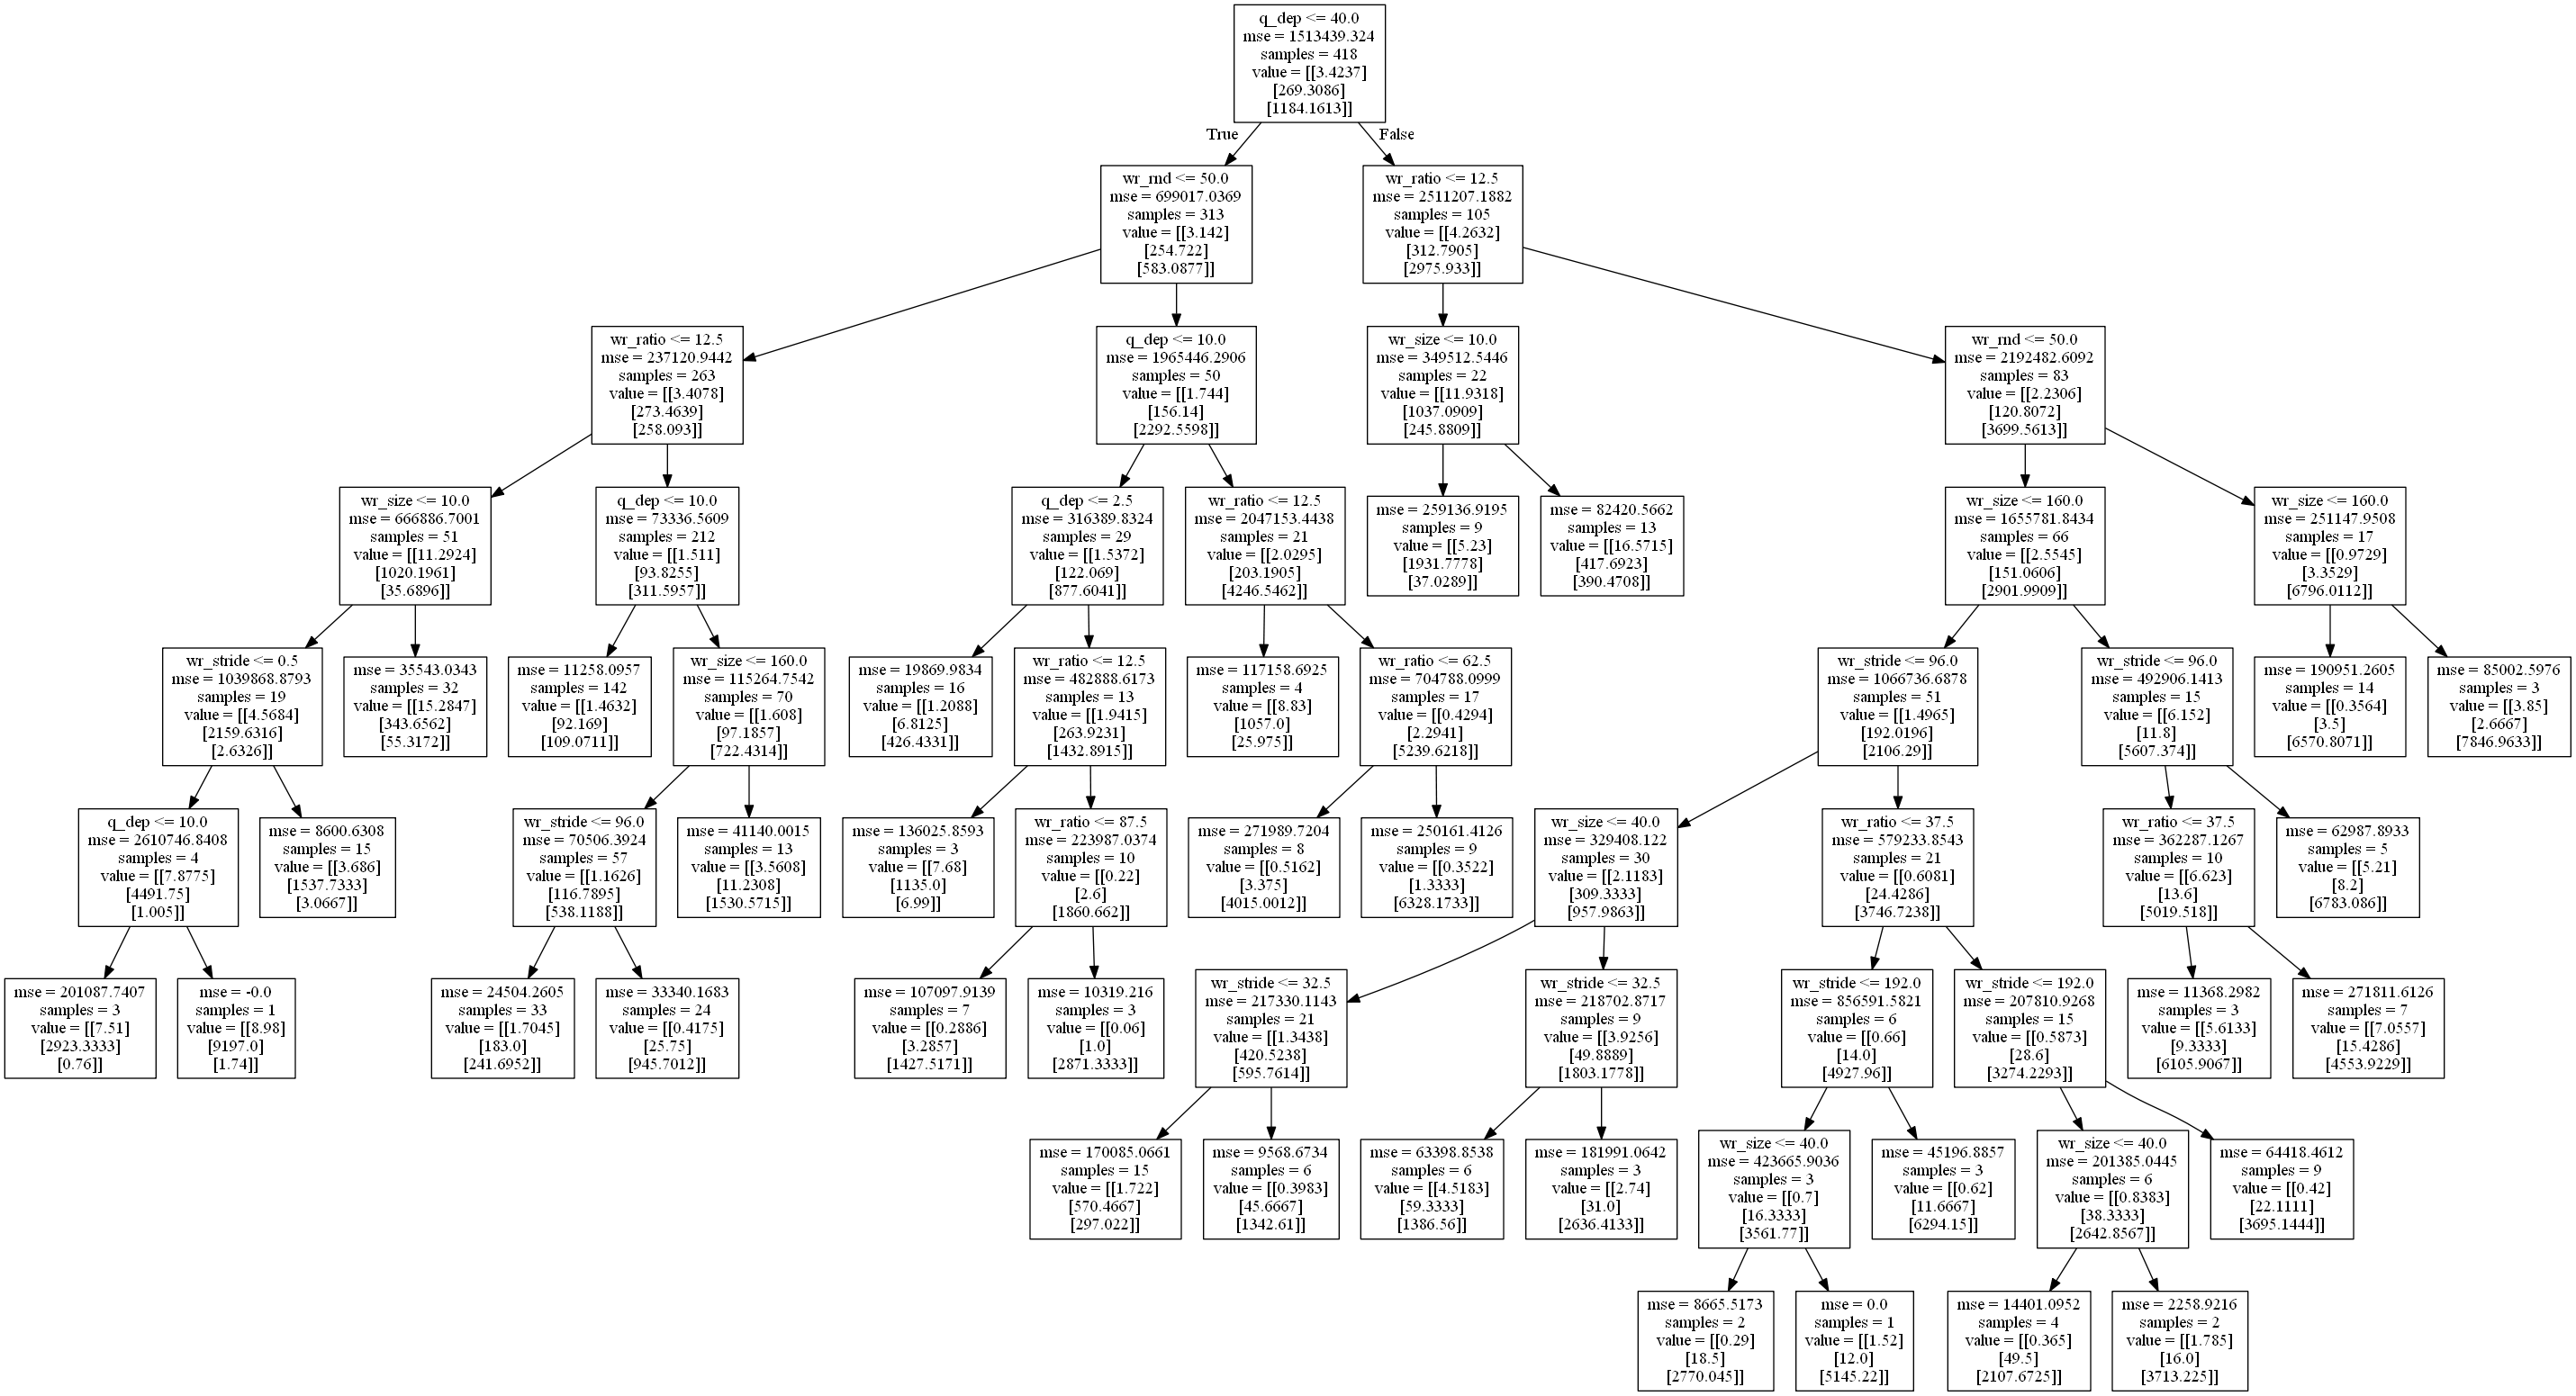 q_dep <= 40.0
mse = 1513439.324
samples = 418
value = [[3.4237]
[269.3086]
[1184.1613]]
True
False
wr_rnd <= 50.0
mse = 699017.0369
samples = 313
value = [[3.142]
[254.722]
[583.0877]]
wr_ratio <= 12.5
mse = 2511207.1882
samples = 105
value = [[4.2632]
[312.7905]
[2975.933]]
wr_ratio <= 12.5
mse = 237120.9442
samples = 263
value = [[3.4078]
[273.4639]
[258.093]]
q_dep <= 10.0
mse = 1965446.2906
samples = 50
value = [[1.744]
[156.14]
[2292.5598]]
wr_size <= 10.0
mse = 349512.5446
samples = 22
value = [[11.9318]
[1037.0909]
[245.8809]]
wr_rnd <= 50.0
mse = 2192482.6092
samples = 83
value = [[2.2306]
[120.8072]
[3699.5613]]
wr_size <= 10.0
mse = 666886.7001
samples = 51
value = [[11.2924]
[1020.1961]
[35.6896]]
q_dep <= 10.0
mse = 73336.5609
samples = 212
value = [[1.511]
[93.8255]
[311.5957]]
q_dep <= 2.5
mse = 316389.8324
samples = 29
value = [[1.5372]
[122.069]
[877.6041]]
wr_ratio <= 12.5
mse = 2047153.4438
samples = 21
value = [[2.0295]
[203.1905]
[4246.5462]]
mse = 259136.9195
samples = 9
value = [[5.23]
[1931.7778]
[37.0289]]
mse = 82420.5662
samples = 13
value = [[16.5715]
[417.6923]
[390.4708]]
wr_size <= 160.0
mse = 1655781.8434
samples = 66
value = [[2.5545]
[151.0606]
[2901.9909]]
wr_size <= 160.0
mse = 251147.9508
samples = 17
value = [[0.9729]
[3.3529]
[6796.0112]]
wr_stride <= 0.5
mse = 1039868.8793
samples = 19
value = [[4.5684]
[2159.6316]
[2.6326]]
mse = 35543.0343
samples = 32
value = [[15.2847]
[343.6562]
[55.3172]]
mse = 11258.0957
samples = 142
value = [[1.4632]
[92.169]
[109.0711]]
wr_size <= 160.0
mse = 115264.7542
samples = 70
value = [[1.608]
[97.1857]
[722.4314]]
mse = 19869.9834
samples = 16
value = [[1.2088]
[6.8125]
[426.4331]]
wr_ratio <= 12.5
mse = 482888.6173
samples = 13
value = [[1.9415]
[263.9231]
[1432.8915]]
mse = 117158.6925
samples = 4
value = [[8.83]
[1057.0]
[25.975]]
wr_ratio <= 62.5
mse = 704788.0999
samples = 17
value = [[0.4294]
[2.2941]
[5239.6218]]
wr_stride <= 96.0
mse = 1066736.6878
samples = 51
value = [[1.4965]
[192.0196]
[2106.29]]
wr_stride <= 96.0
mse = 492906.1413
samples = 15
value = [[6.152]
[11.8]
[5607.374]]
mse = 190951.2605
samples = 14
value = [[0.3564]
[3.5]
[6570.8071]]
mse = 85002.5976
samples = 3
value = [[3.85]
[2.6667]
[7846.9633]]
q_dep <= 10.0
mse = 2610746.8408
samples = 4
value = [[7.8775]
[4491.75]
[1.005]]
mse = 8600.6308
samples = 15
value = [[3.686]
[1537.7333]
[3.0667]]
wr_stride <= 96.0
mse = 70506.3924
samples = 57
value = [[1.1626]
[116.7895]
[538.1188]]
mse = 41140.0015
samples = 13
value = [[3.5608]
[11.2308]
[1530.5715]]
mse = 136025.8593
samples = 3
value = [[7.68]
[1135.0]
[6.99]]
wr_ratio <= 87.5
mse = 223987.0374
samples = 10
value = [[0.22]
[2.6]
[1860.662]]
mse = 271989.7204
samples = 8
value = [[0.5162]
[3.375]
[4015.0012]]
mse = 250161.4126
samples = 9
value = [[0.3522]
[1.3333]
[6328.1733]]
wr_size <= 40.0
mse = 329408.122
samples = 30
value = [[2.1183]
[309.3333]
[957.9863]]
wr_ratio <= 37.5
mse = 579233.8543
samples = 21
value = [[0.6081]
[24.4286]
[3746.7238]]
wr_ratio <= 37.5
mse = 362287.1267
samples = 10
value = [[6.623]
[13.6]
[5019.518]]
mse = 62987.8933
samples = 5
value = [[5.21]
[8.2]
[6783.086]]
mse = 201087.7407
samples = 3
value = [[7.51]
[2923.3333]
[0.76]]
mse = -0.0
samples = 1
value = [[8.98]
[9197.0]
[1.74]]
mse = 24504.2605
samples = 33
value = [[1.7045]
[183.0]
[241.6952]]
mse = 33340.1683
samples = 24
value = [[0.4175]
[25.75]
[945.7012]]
mse = 107097.9139
samples = 7
value = [[0.2886]
[3.2857]
[1427.5171]]
mse = 10319.216
samples = 3
value = [[0.06]
[1.0]
[2871.3333]]
wr_stride <= 32.5
mse = 217330.1143
samples = 21
value = [[1.3438]
[420.5238]
[595.7614]]
wr_stride <= 32.5
mse = 218702.8717
samples = 9
value = [[3.9256]
[49.8889]
[1803.1778]]
wr_stride <= 192.0
mse = 856591.5821
samples = 6
value = [[0.66]
[14.0]
[4927.96]]
wr_stride <= 192.0
mse = 207810.9268
samples = 15
value = [[0.5873]
[28.6]
[3274.2293]]
mse = 11368.2982
samples = 3
value = [[5.6133]
[9.3333]
[6105.9067]]
mse = 271811.6126
samples = 7
value = [[7.0557]
[15.4286]
[4553.9229]]
mse = 170085.0661
samples = 15
value = [[1.722]
[570.4667]
[297.022]]
mse = 9568.6734
samples = 6
value = [[0.3983]
[45.6667]
[1342.61]]
mse = 63398.8538
samples = 6
value = [[4.5183]
[59.3333]
[1386.56]]
mse = 181991.0642
samples = 3
value = [[2.74]
[31.0]
[2636.4133]]
wr_size <= 40.0
mse = 423665.9036
samples = 3
value = [[0.7]
[16.3333]
[3561.77]]
mse = 45196.8857
samples = 3
value = [[0.62]
[11.6667]
[6294.15]]
wr_size <= 40.0
mse = 201385.0445
samples = 6
value = [[0.8383]
[38.3333]
[2642.8567]]
mse = 64418.4612
samples = 9
value = [[0.42]
[22.1111]
[3695.1444]]
mse = 8665.5173
samples = 2
value = [[0.29]
[18.5]
[2770.045]]
mse = 0.0
samples = 1
value = [[1.52]
[12.0]
[5145.22]]
mse = 14401.0952
samples = 4
value = [[0.365]
[49.5]
[2107.6725]]
mse = 2258.9216
samples = 2
value = [[1.785]
[16.0]
[3713.225]]